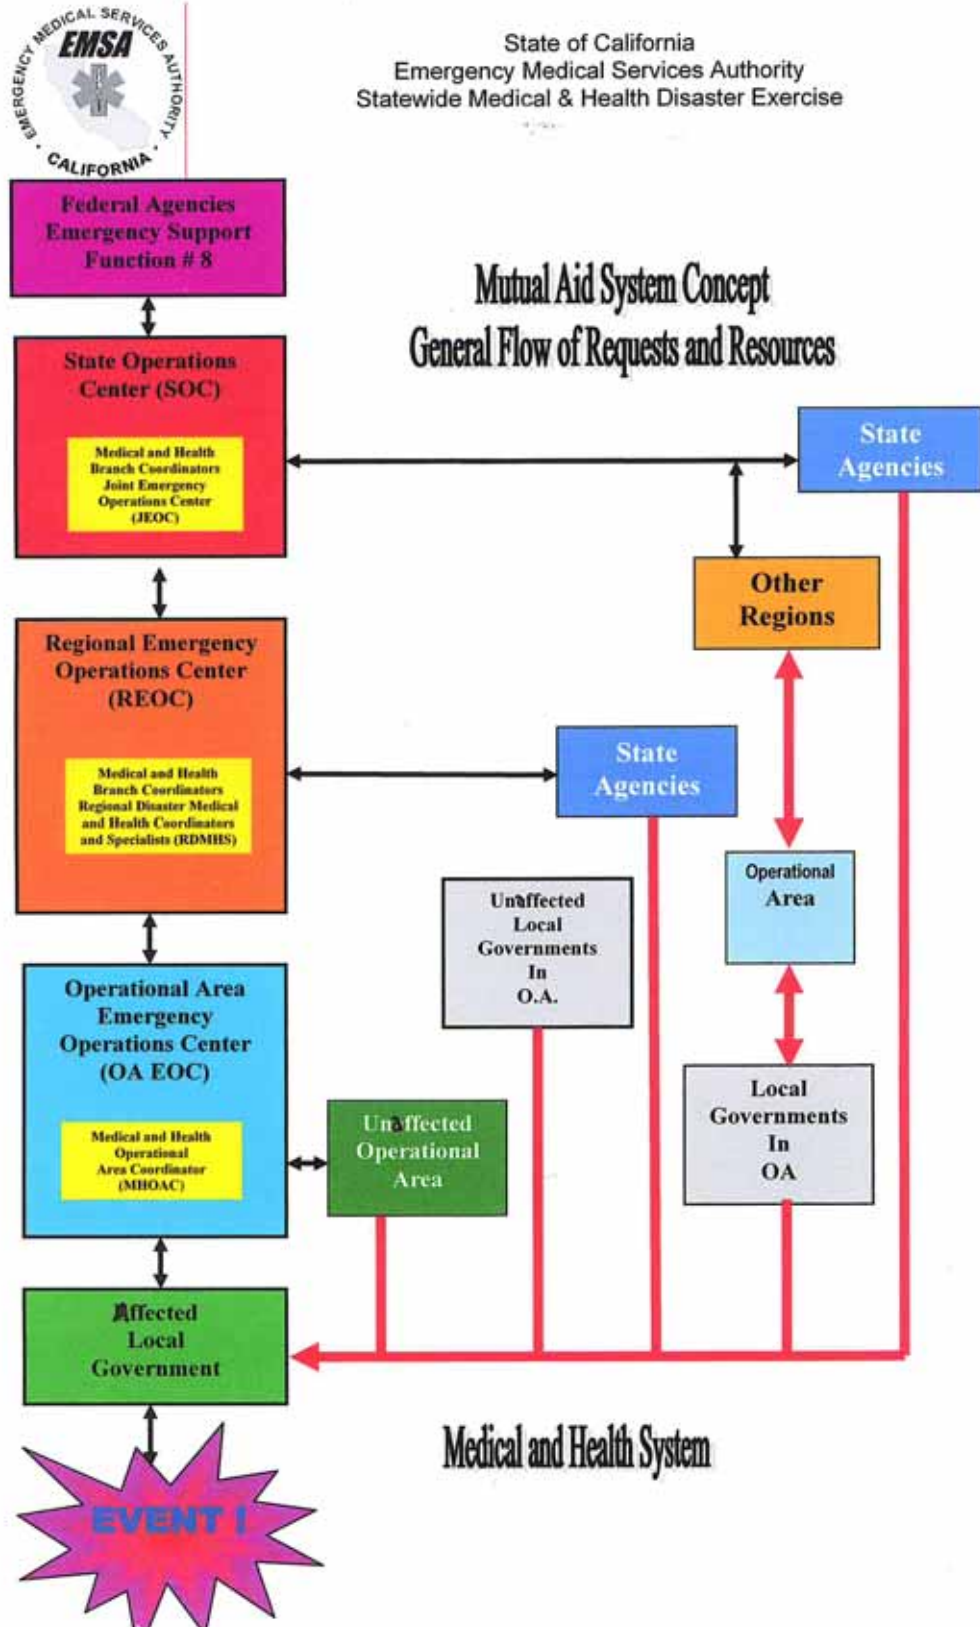 EMERGENCY MEDICAL SERVICES AUTHORITY
EMSA
CALIFORNIA
State of California
Emergency Medical Services Authority
Statewide Medical & Health Disaster Exercise
Federal Agencies
Emergency Support
Function # 8
Mutual Aid System Concept
General Flow of Requests and Resources
State Operations
Center (SOC)
Medical and Health
Branch Coordinators
Joint Emergency
Operations Center
(JEOC)
State
Agencies
Other
Regions
Regional Emergency
Operations Center
(REOC)
Medical and Health
Branch Coordinators
Regional Disaster Medical
and Health Coordinators
and Specialists (RDMHS)
State
Agencies
Operational
Area
Unaffected
Local
Governments
In
O.A.
Operational Area
Emergency
Operations Center
(OA EOC)
Medical and Health
Operational
Area Coordinator
(MHOAC)
Unaffected
Operational
Area
Local
Governments
In
OA
Affected
Local
Government
Medical and Health System
EVENT !